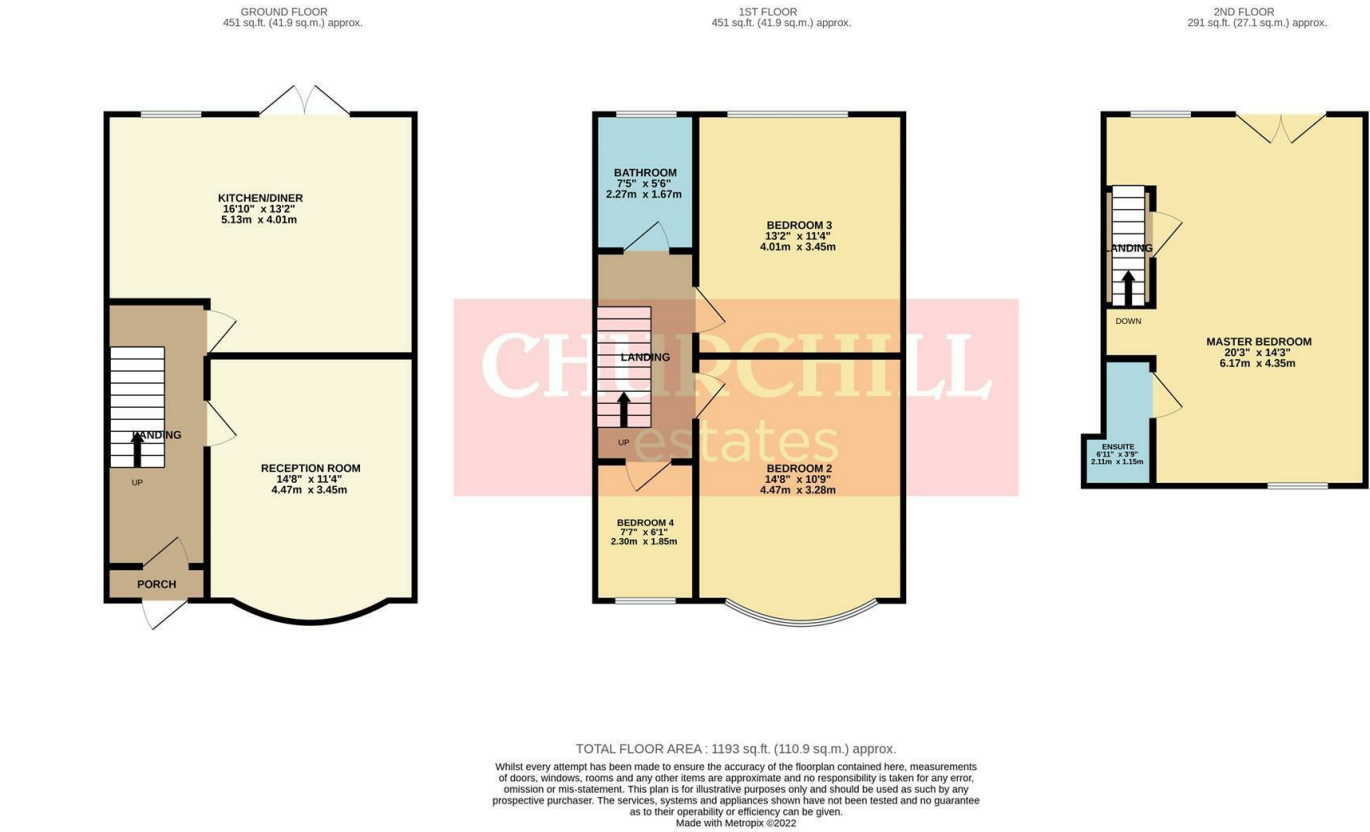 GROUND FLOOR
451 sq.ft. (41.9 sq.m.) approx.
1ST FLOOR
451 sq.ft. (41.9 sq.m.) approx.
2ND FLOOR
291 sq.ft. (27.1 sq.m.) approx.
KITCHEN/DINER
16'10" x 13'2"
5.13m x 4.01m
LANDING
UP
RECEPTION ROOM
14'8" x 11'4"
4.47m x 3.45m
PORCH
BATHROOM
7'5" x 5'6"
2.27m x 1.67m
BEDROOM 3
13'2" x 11'4"
4.01m x 3.45m
CHURCHILL
estates
LANDING
UP
BEDROOM 2
14'8" x 10'9"
4.47m x 3.28m
BEDROOM 4
7'7" x 6'1"
2.30m x 1.85m
LANDING
DOWN
MASTER BEDROOM
20'3" x 14'3"
6.17m x 4.35m
ENSUITE
6'11" x 3'9"
2.11m x 1.15m
TOTAL FLOOR AREA : 1193 sq.ft. (110.9 sq.m.) approx.
Whilst every attempt has been made to ensure the accuracy of the floorplan contained here, measurements
of doors, windows, rooms and any other items are approximate and no responsibility is taken for any error,
omission or mis-statement. This plan is for illustrative purposes only and should be used as such by any
prospective purchaser. The services, systems and appliances shown have not been tested and no guarantee
as to their operability or efficiency can be given.
Made with Metropix ©2022